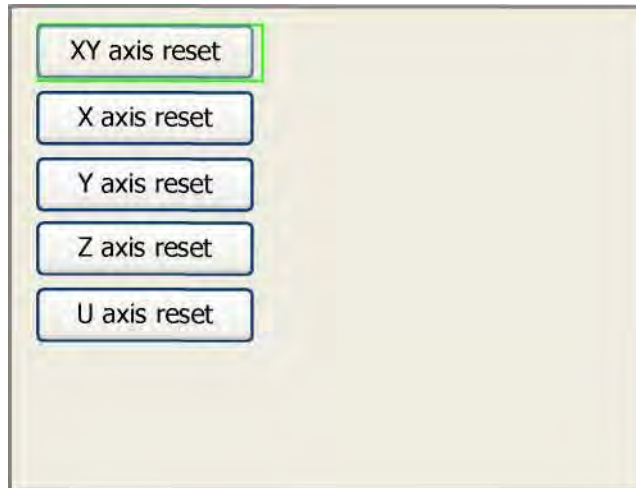 XY axis reset
X axis reset
Y axis reset
Z axis reset
U axis reset